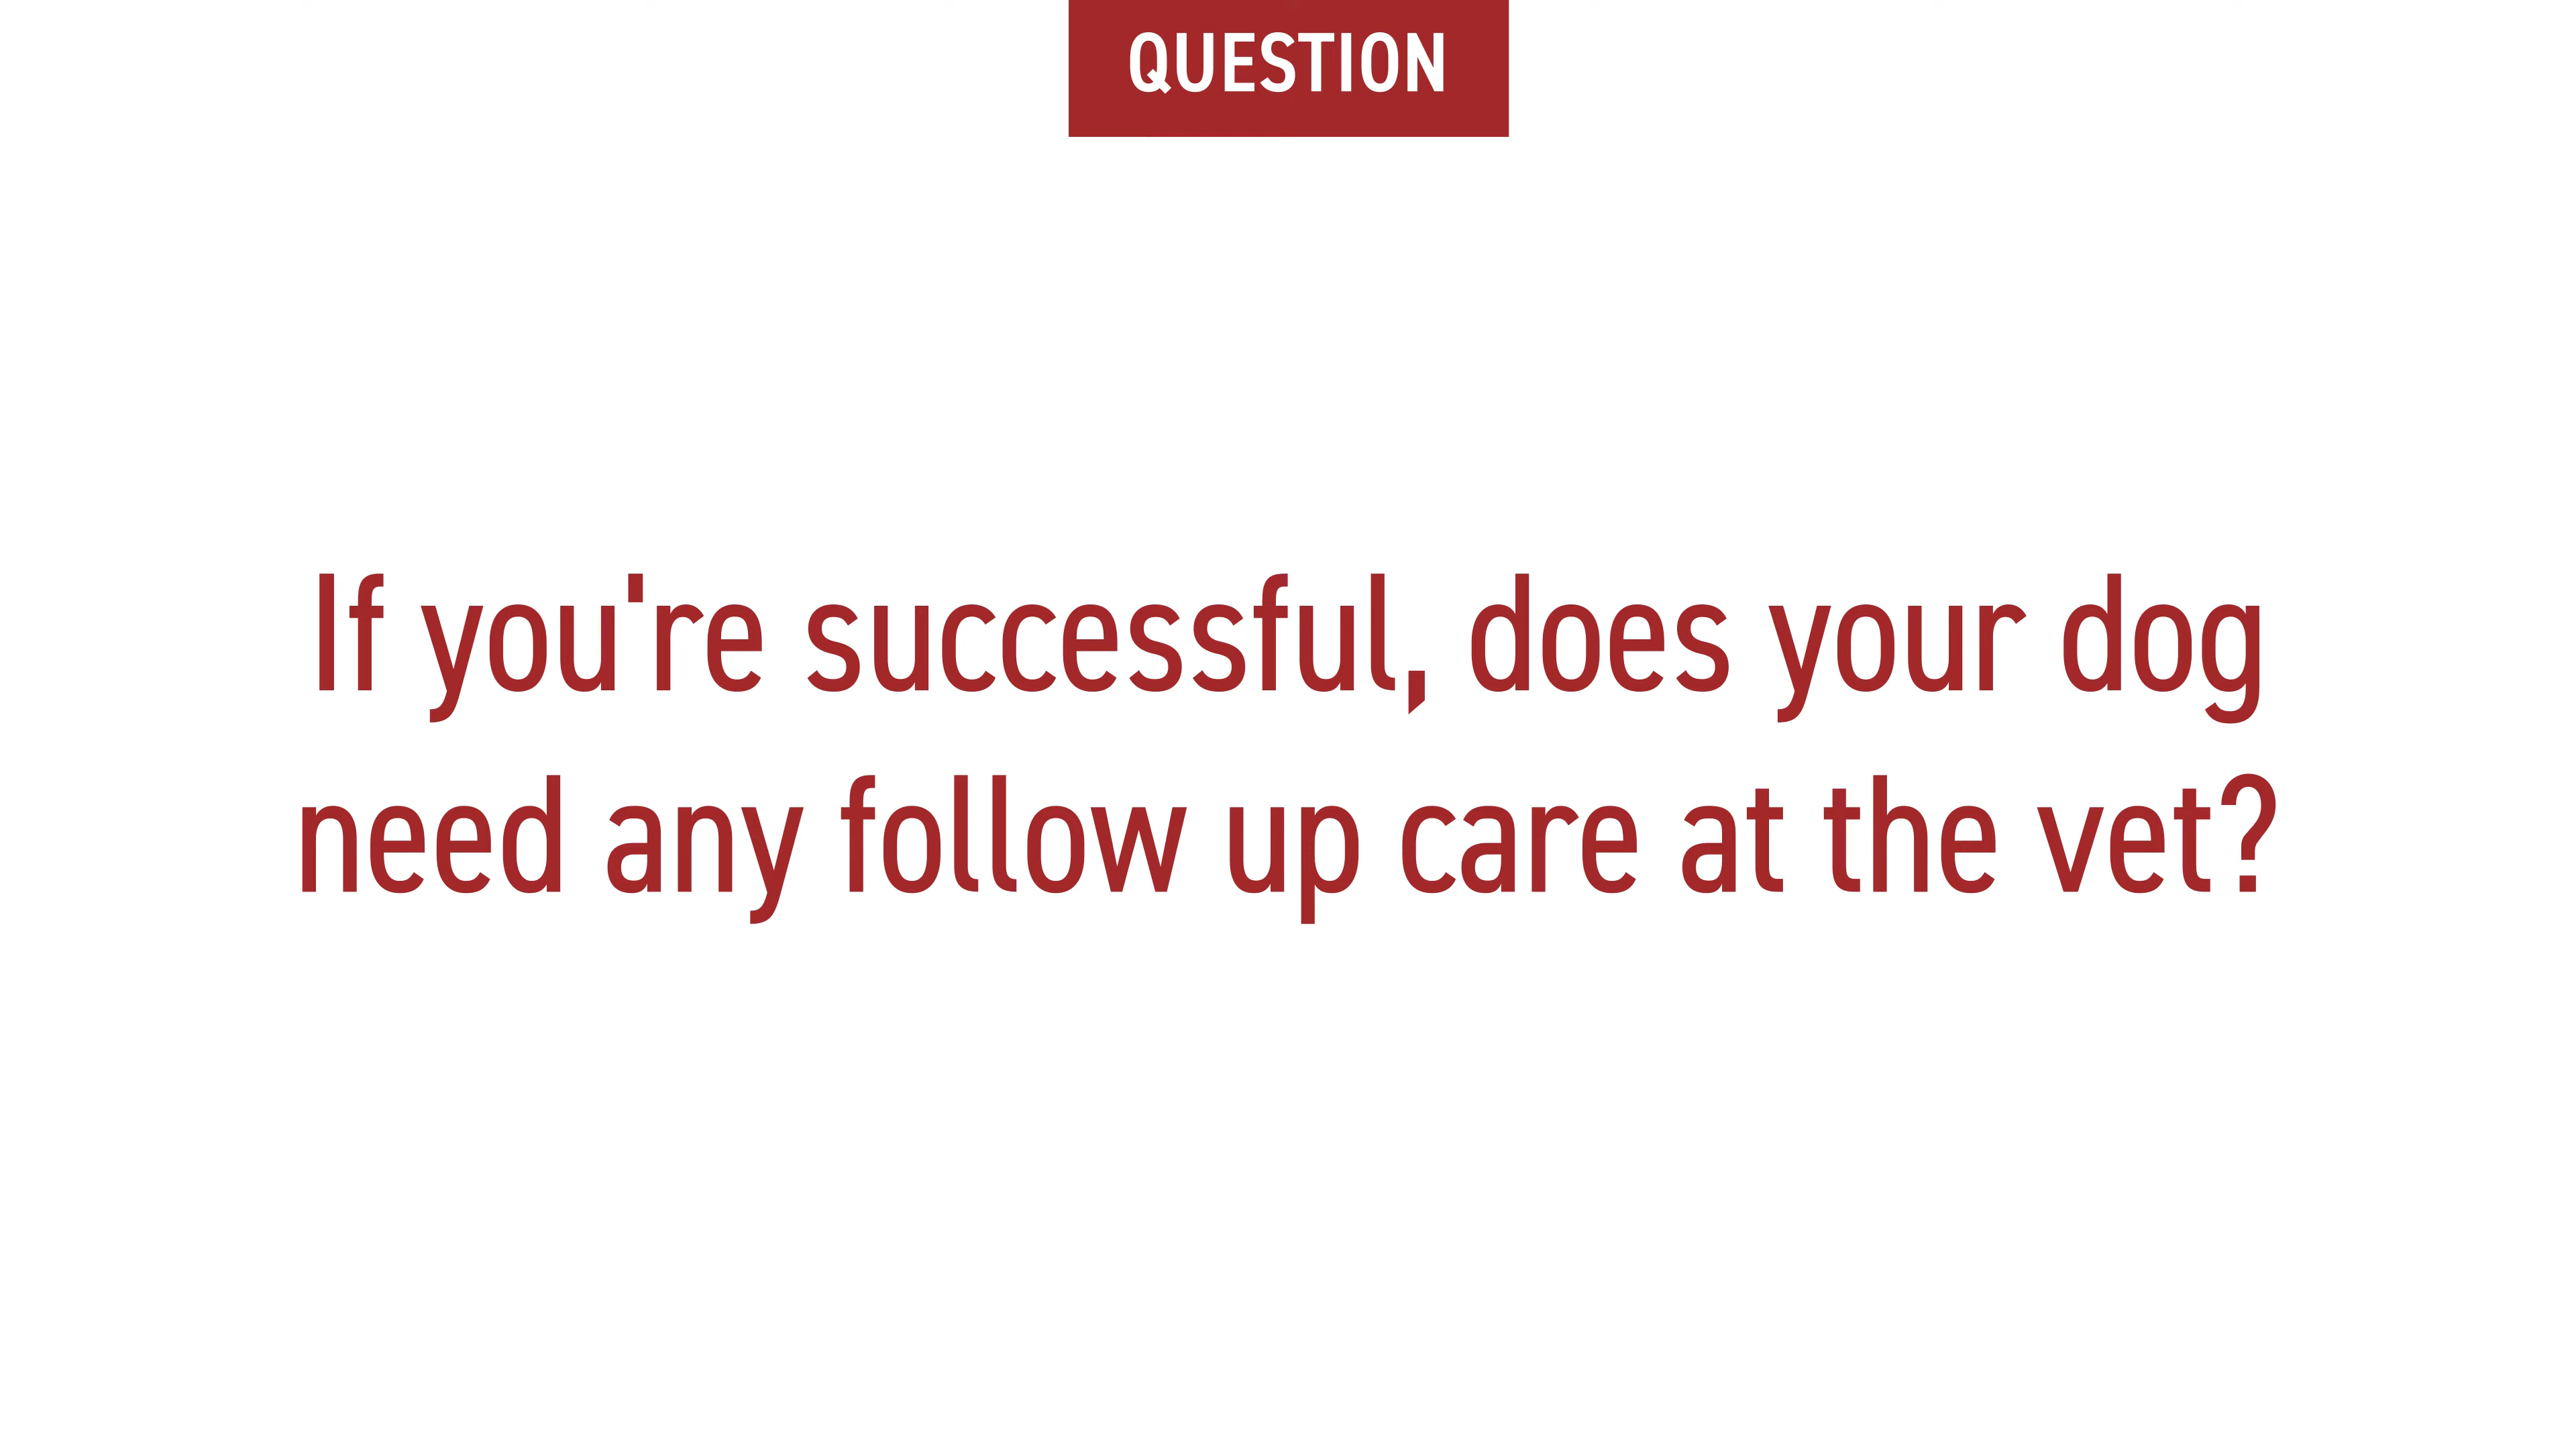 QUESTION
If you're successful, does your dog
need any follow up care at the vet?